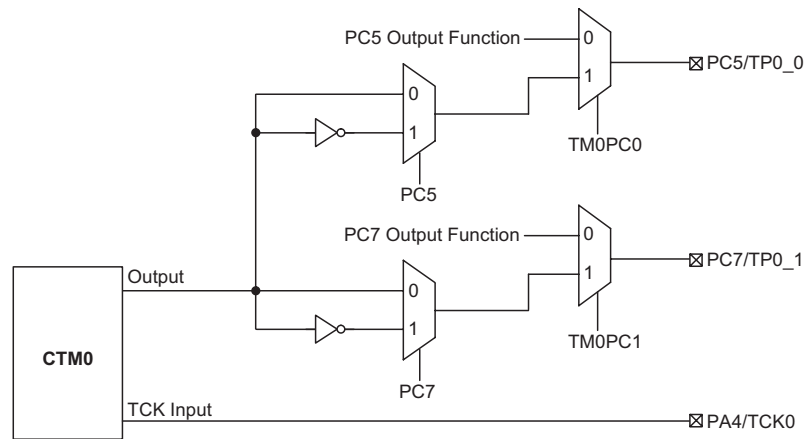 PC5 Output Function
0
1
PC5/TP0_0
TM0PC0
0
1
PC5
PC7 Output Function
0
1
PC7/TP0_1
TM0PC1
Output
0
1
PC7
CTM0
TCK Input
PA4/TCK0